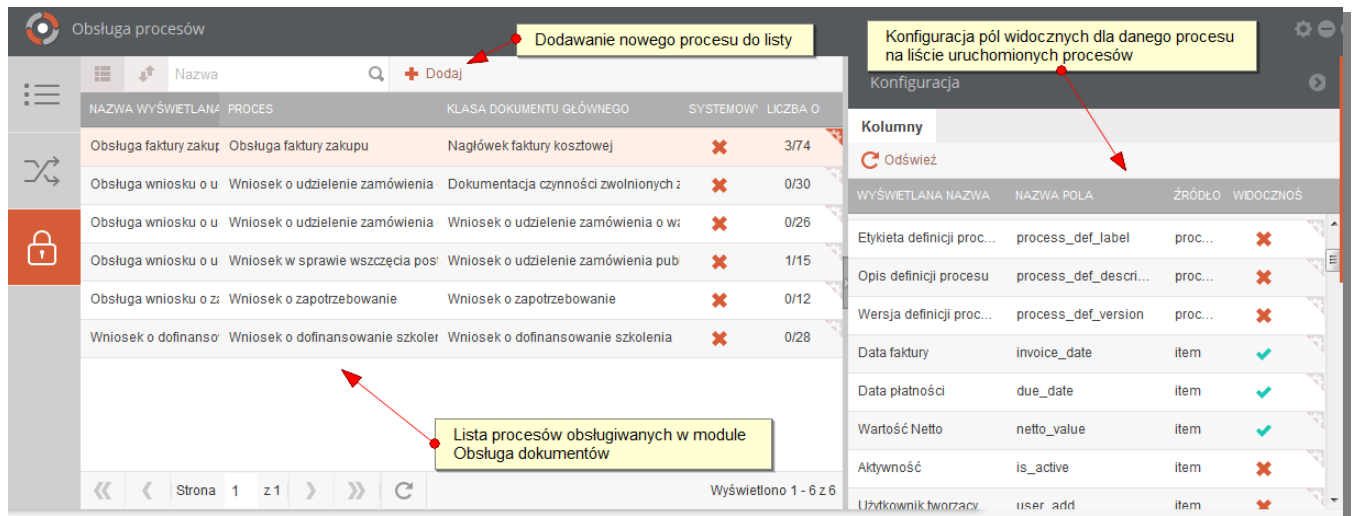 Obsługa procesów
Dodawanie nowego procesu do listy
Konfiguracja pól widocznych dla danego procesu
na liście uruchomionych procesów
Nazwa
Dodaj
NAZWA WYŚWIETLANA PROCES KLASA DOKUMENTU GŁÓWNEGO SYSTEMOWY LICZBA O
Obsługa faktury zakup Obsługa faktury zakupu Nagłówek faktury kosztowej 3/74
Obsługa wniosku o u Wniosek o udzielenie zamówienia Dokumentacja czynności zwolnionych z 0/30
Obsługa wniosku o u Wniosek o udzielenie zamówienia Wniosek o udzielenie zamówienia o wa 0/26
Obsługa wniosku o u Wniosek w sprawie wszczęcia post Wniosek o udzielenie zamówienia pub 1/15
Obsługa wniosku o za Wniosek o zapotrzebowanie Wniosek o zapotrzebowanie 0/12
Wniosek o dofinanso Wniosek o dofinansowanie szkoler Wniosek o dofinansowanie szkolenia 0/28
Lista procesów obsługiwanych w module
Obsługa dokumentów
Strona 1 z 1
Wyświetlono 1 - 6 z 6
Konfiguracja
Kolumny
Odśwież
WYŚWIETLANA NAZWA NAZWA POLA ŹRÓDŁO WIDOCZNOŚ
Etykieta definicji proc... process_def_label proc...
Opis definicji procesu process_def_descri... proc...
Wersja definicji proc... process_def_version proc...
Data faktury invoice_date item
Data płatności due_date item
Wartość Netto netto_value item
Aktywność is_active item
Użytkownik tworzący user_add item